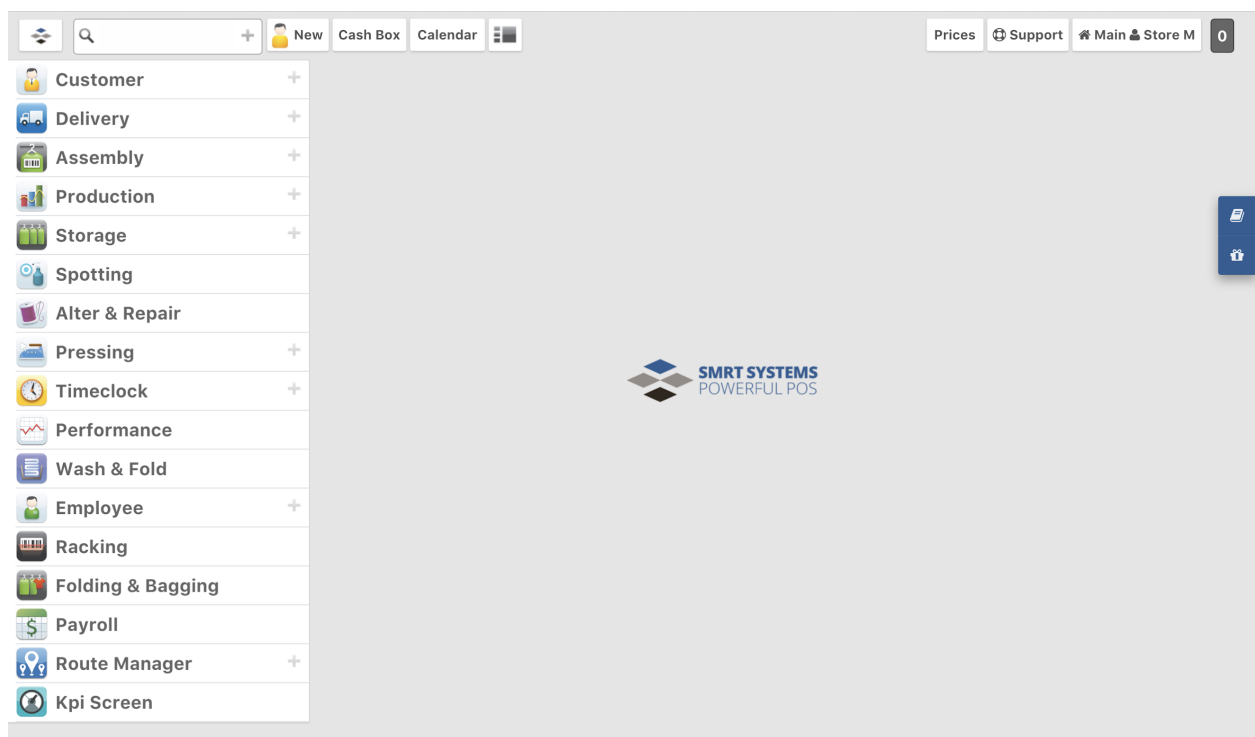 New
Cash Box
Calendar
Prices
Support
Main Store M
0
Customer
Delivery
Assembly
Production
Storage
Spotting
Alter & Repair
Pressing
Timeclock
Performance
Wash & Fold
Employee
Racking
Folding & Bagging
Payroll
Route Manager
Kpi Screen
SMRT SYSTEMS
POWERFUL POS